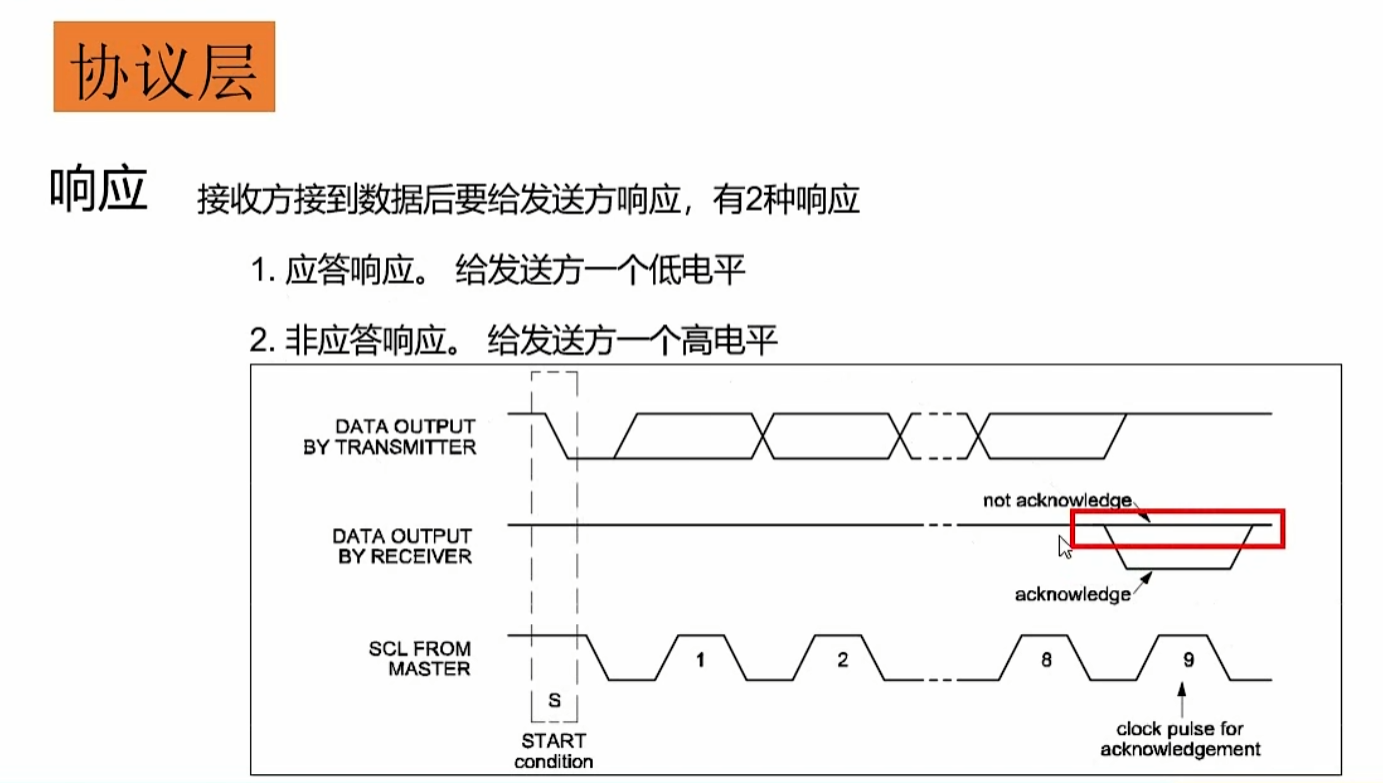 协议层
响应
接收方接到数据后要给发送方响应，有2种响应
1. 应答响应。 给发送方一个低电平
2. 非应答响应。 给发送方一个高电平
DATA OUTPUT
BY TRANSMITTER
not acknowledge
DATA OUTPUT
BY RECEIVER
acknowledge
SCL FROM
MASTER
1
2
8
9
S
START
condition
clock pulse for
acknowledgement